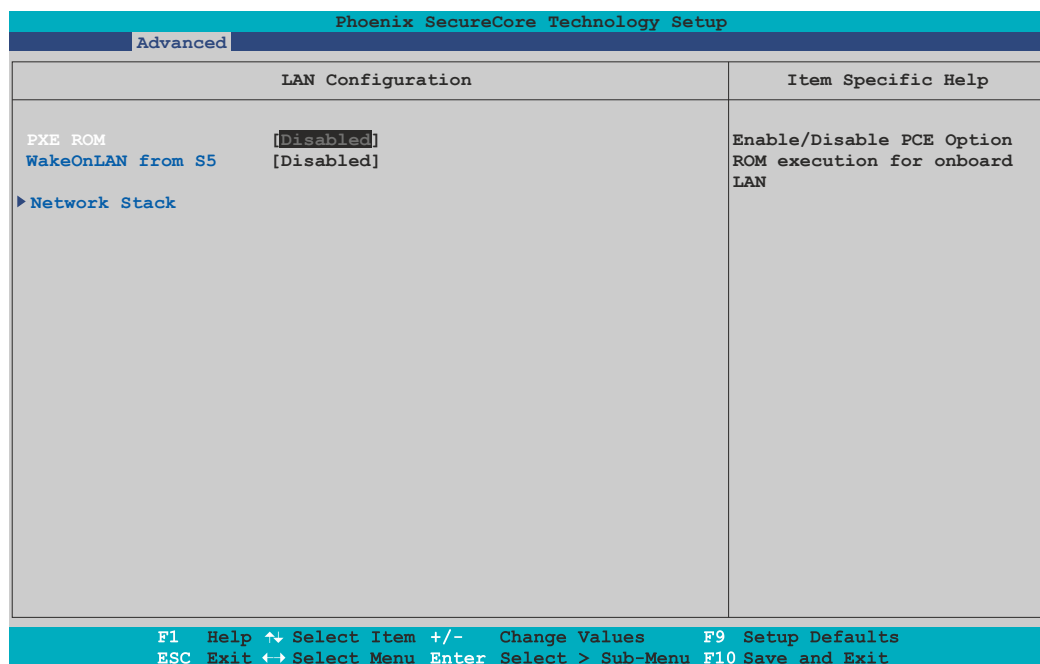 Phoenix SecureCore Technology Setup
Advanced
LAN Configuration
Item Specific Help
PXE ROM [Disabled]
WakeOnLAN from S5 [Disabled]
Network Stack
Enable/Disable PCE Option
ROM execution for onboard
LAN
F1 Help ↑↓ Select Item +/- Change Values F9 Setup Defaults
ESC Exit ←→ Select Menu Enter Select > Sub-Menu F10 Save and Exit